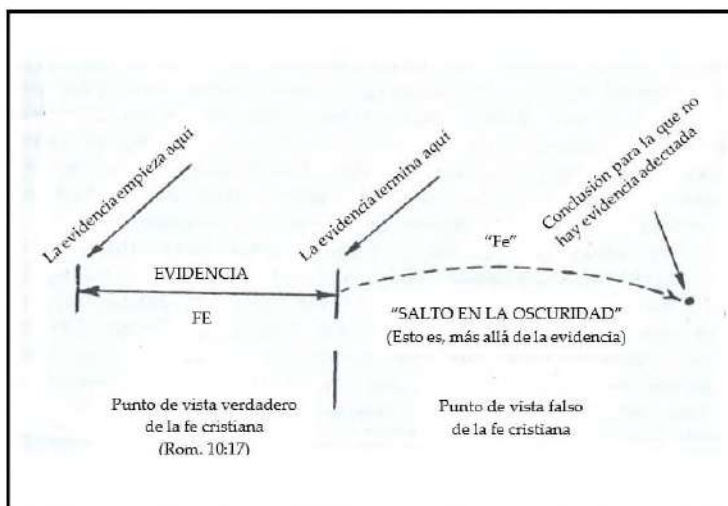 La evidencia empieza aquí
La evidencia termina aquí
Conclusión para la que no
hay evidencia adecuada
EVIDENCIA
FE
"Fe"
"SALTO EN LA OSCURIDAD"
(Esto es, más allá de la evidencia)
Punto de vista verdadero
de la fe cristiana
(Rom. 10:17)
Punto de vista falso
de la fe cristiana